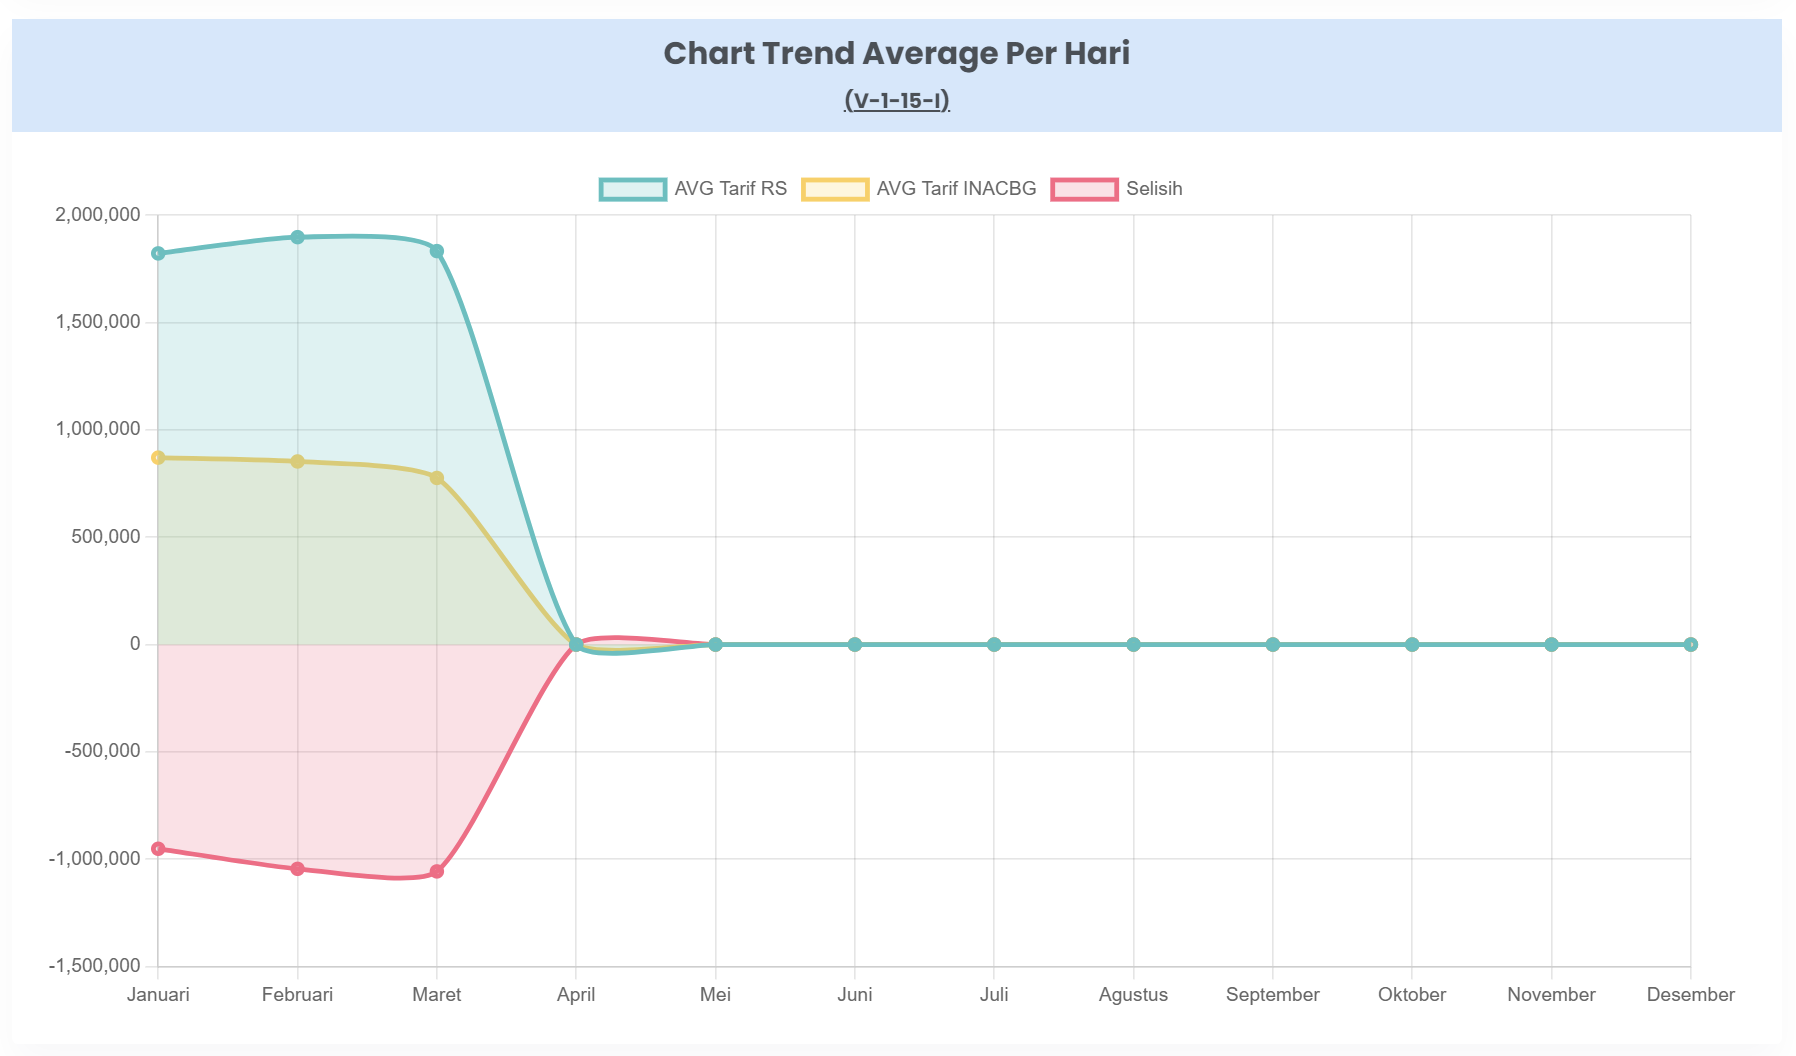 Chart Trend Average Per Hari
(V-1-15-I)
AVG Tarif RS AVG Tarif INACBG Selisih
2,000,000
1,500,000
1,000,000
500,000
0
-500,000
-1,000,000
-1,500,000
Januari Februari Maret April Mei Juni Juli Agustus September Oktober November Desember